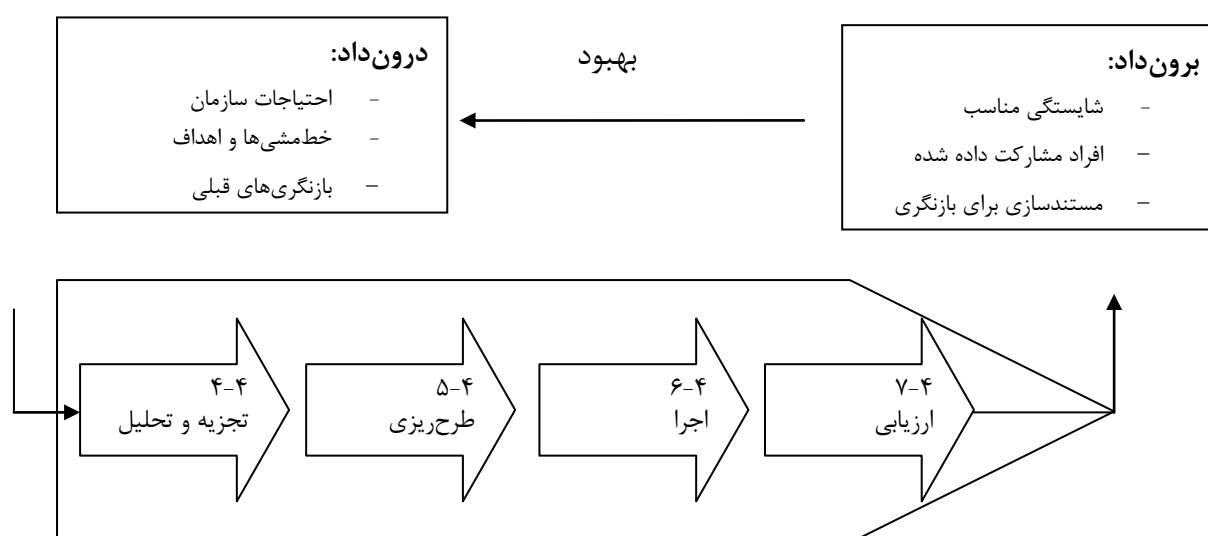 برون‌داد:
- شایستگی مناسب
- افراد مشارکت داده شده
- مستندسازی برای بازنگری
بهبود
درون‌داد:
- احتیاجات سازمان
- خط‌مشی‌ها و اهداف
- بازنگری‌های قبلی
۴-۴
تجزیه و تحلیل
۵-۴
طرح‌ریزی
۶-۴
اجرا
۷-۴
ارزیابی